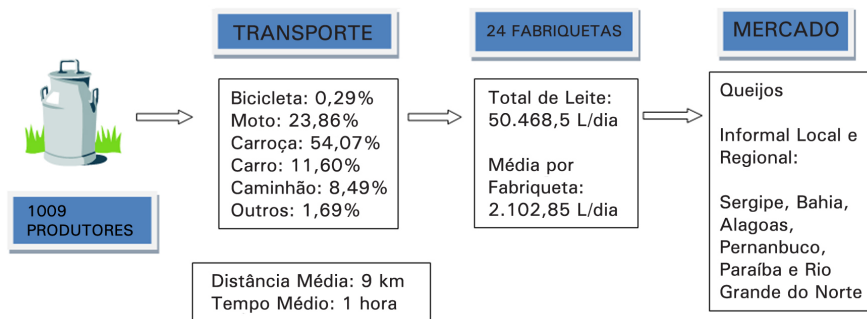 1009
PRODUTORES
TRANSPORTE
Bicicleta: 0,29%
Moto: 23,86%
Carroça: 54,07%
Carro: 11,60%
Caminhão: 8,49%
Outros: 1,69%
Distância Média: 9 km
Tempo Médio: 1 hora
24 FABRIQUETAS
Total de Leite:
50.468,5 L/dia
Média por
Fabriqueta:
2.102,85 L/dia
MERCADO
Queijos
Informal Local e
Regional:
Sergipe, Bahia,
Alagoas,
Pernanbuco,
Paraíba e Rio
Grande do Norte